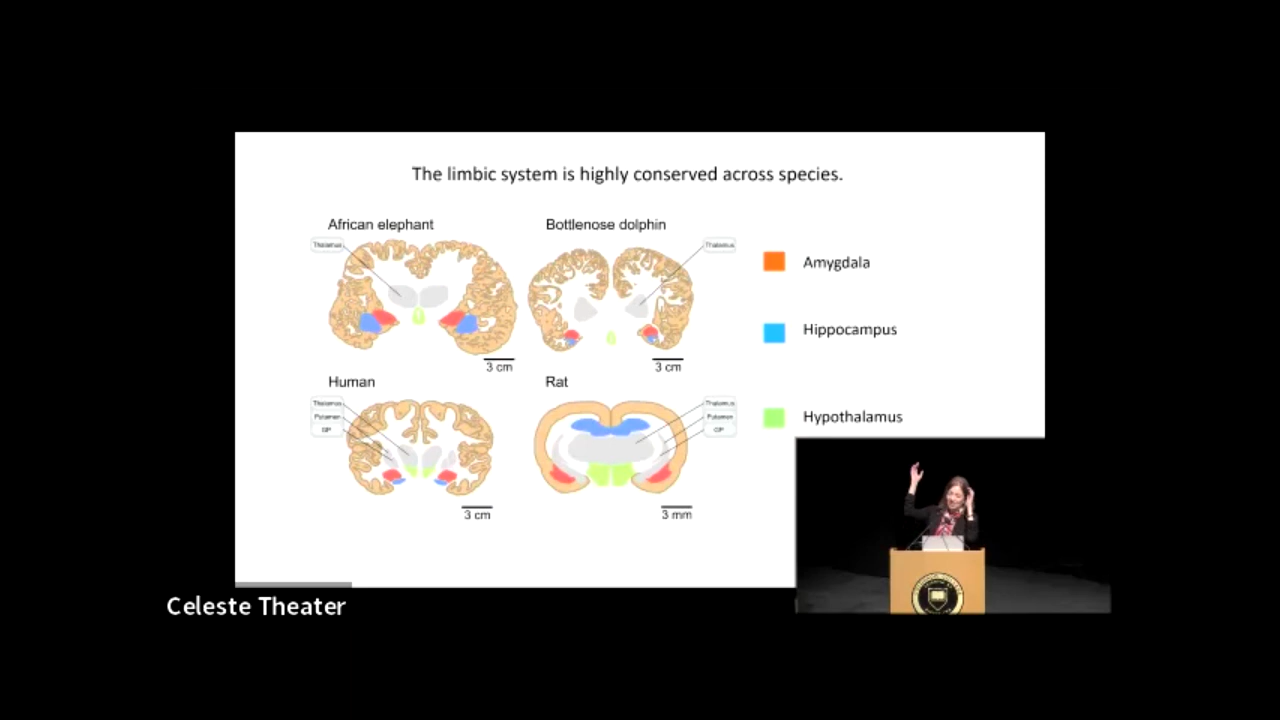 The limbic system is highly conserved across species.
African elephant
Bottlenose dolphin
Thalamus
Thalamus
Amygdala
Hippocampus
3 cm
3 cm
Human
Rat
Thalamus
Putamen
GP
Thalamus
Putamen
GP
Hypothalamus
3 cm
3 mm
Celeste Theater